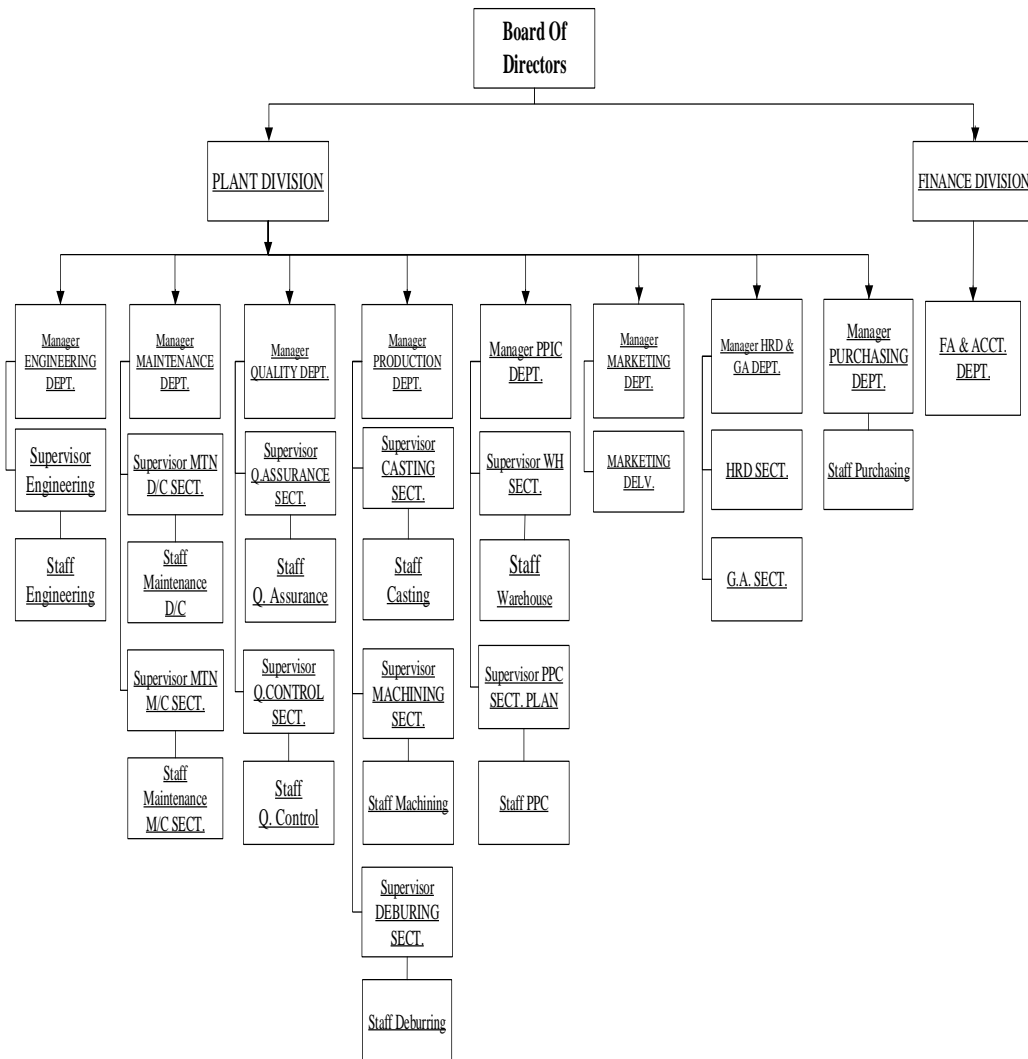 Board Of
Directors
PLANT DIVISION
FINANCE DIVISION
Manager
ENGINEERING
DEPT.
Manager
MAINTENANCE
DEPT.
Manager
QUALITY DEPT.
Manager
PRODUCTION
DEPT.
Manager PPIC
DEPT.
Manager
MARKETING
DEPT.
Manager HRD &
GA DEPT.
Manager
PURCHASING
DEPT.
FA & ACCT.
DEPT.
Supervisor
Engineering
Supervisor MTN
D/C SECT.
Supervisor
Q.ASSURANCE
SECT.
Supervisor
CASTING
SECT.
Supervisor WH
SECT.
MARKETING
DELV.
HRD SECT.
Staff Purchasing
Staff
Engineering
Staff
Maintenance
D/C
Staff
Q. Assurance
Staff
Casting
Staff
Warehouse
G.A. SECT.
Supervisor MTN
M/C SECT.
Supervisor
Q.CONTROL
SECT.
Supervisor
MACHINING
SECT.
Supervisor PPC
SECT. PLAN
Staff
Maintenance
M/C SECT.
Staff
Q. Control
Staff Machining
Staff PPC
Supervisor
DEBURING
SECT.
Staff Deburring